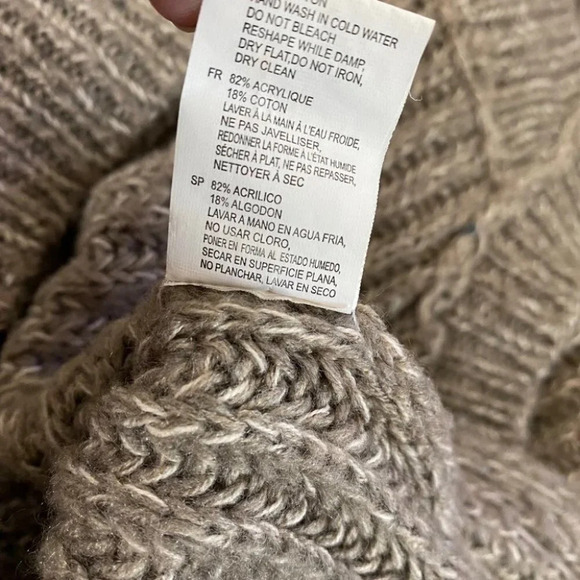 HAND WASH IN COLD WATER
DO NOT BLEACH
RESHAPE WHILE DAMP,
DRY FLAT,DO NOT IRON,
DRY CLEAN
FR 82% ACRYLIQUE
18% COTON
LAVER À LA MAIN À L'EAU FROIDE,
NE PAS JAVELLISER.
REDONNER LA FORME À L'ÉTAT HUMIDE
SÉCHER À PLAT, NE PAS REPASSER,
NETTOYER À SEC
SP 82% ACRILICO
18% ALGODON
LAVAR A MANO EN AGUA FRIA,
NO USAR CLORO,
PONER EN FORMA AL ESTADO HUMEDO,
SECAR EN SUPERFICIE PLANA,
NO PLANCHAR, LAVAR EN SECO